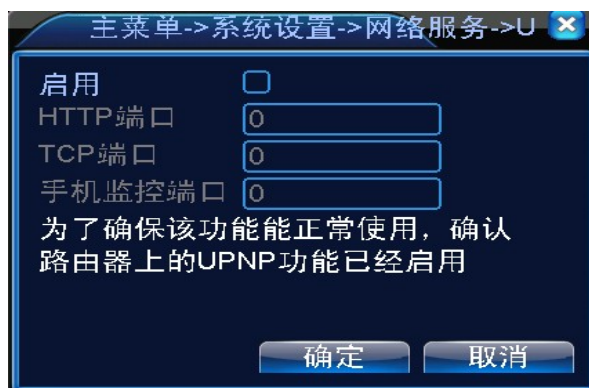 主菜单->系统设置->网络服务->U
启用
HTTP端口 0
TCP端口 0
手机监控端口 0
为了确保该功能能正常使用，确认
路由器上的UPNP功能已经启用
确定 取消